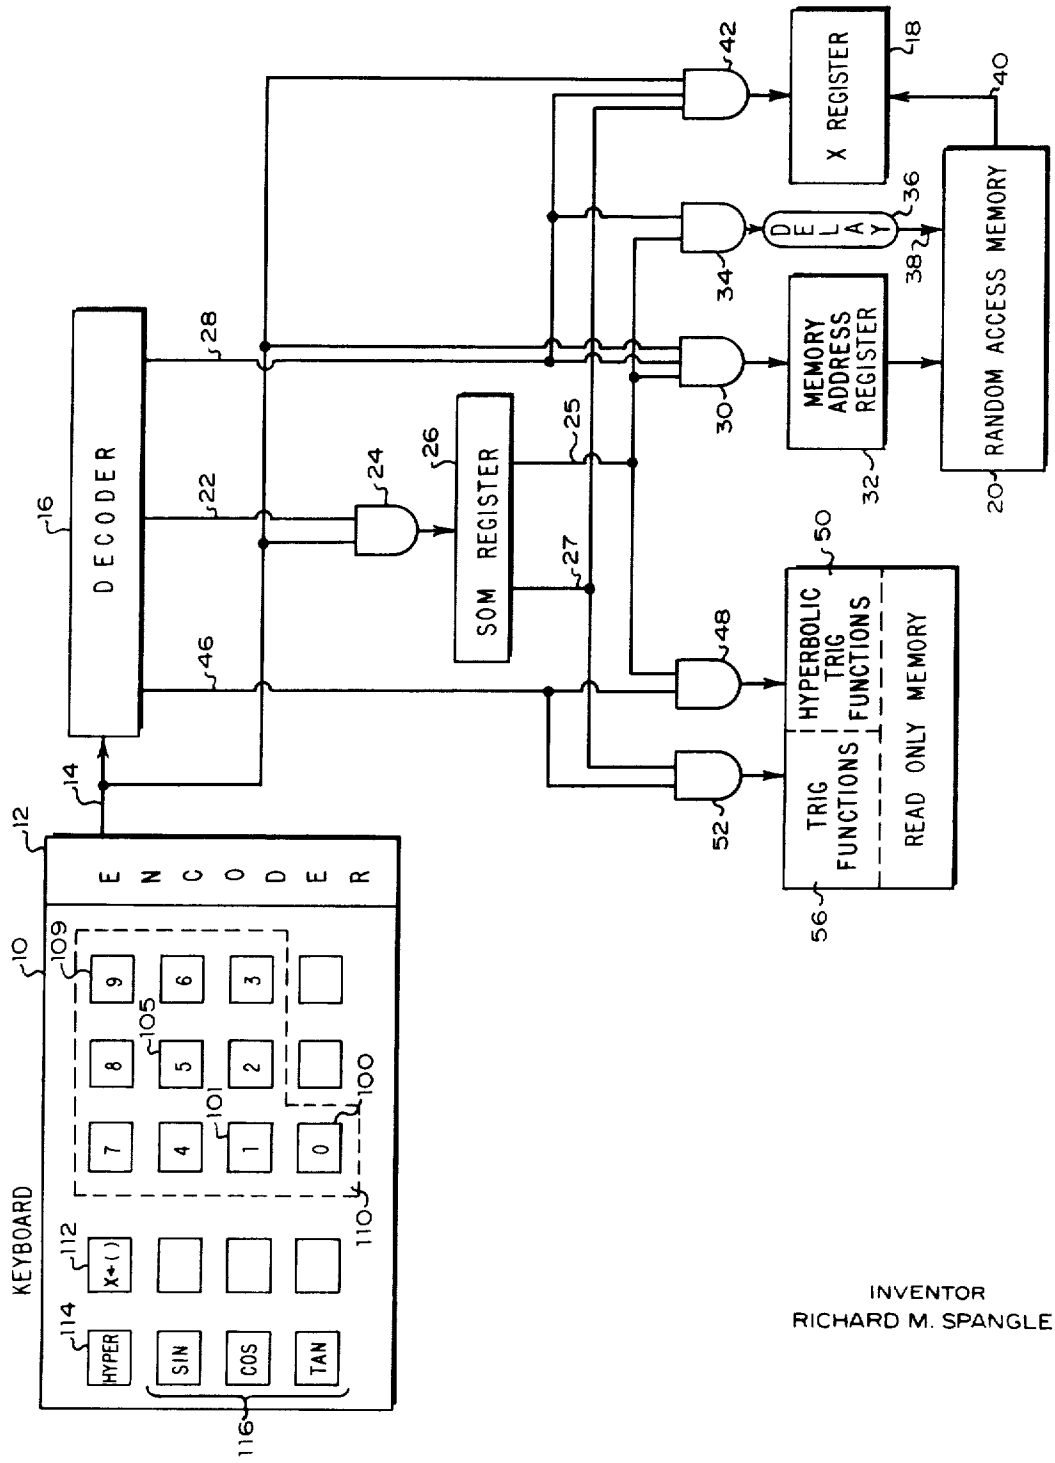 KEYBOARD
10
12
14
114
HYPER
112
X←( )
7
8
9
109
SIN
4
5
105
6
COS
1
101
2
3
TAN
0
100
110
116
ENCODER
16
DECODER
46
22
28
24
26
SOM REGISTER
27
25
52
48
30
34
42
56
TRIG FUNCTIONS
HYPERBOLIC TRIG FUNCTIONS
50
READ ONLY MEMORY
32
MEMORY ADDRESS REGISTER
DELAY
36
38
X REGISTER
18
20
RANDOM ACCESS MEMORY
40
INVENTOR
RICHARD M. SPANGLE